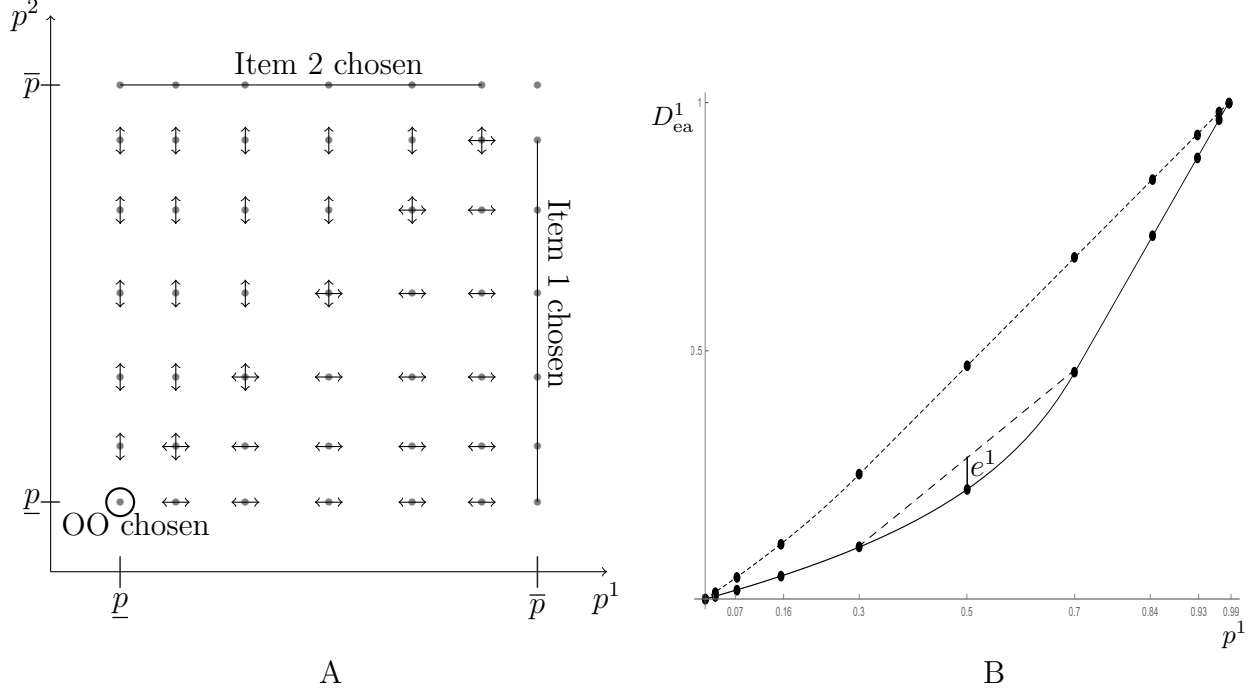 p²
p̅
Item 2 chosen
Item 1 chosen
p̲
OO chosen
p̲
p̅
p¹
A
D¹ₑₐ
1
0.5
e¹
0.07
0.16
0.3
0.5
0.7
0.84
0.93
0.99
p¹
B